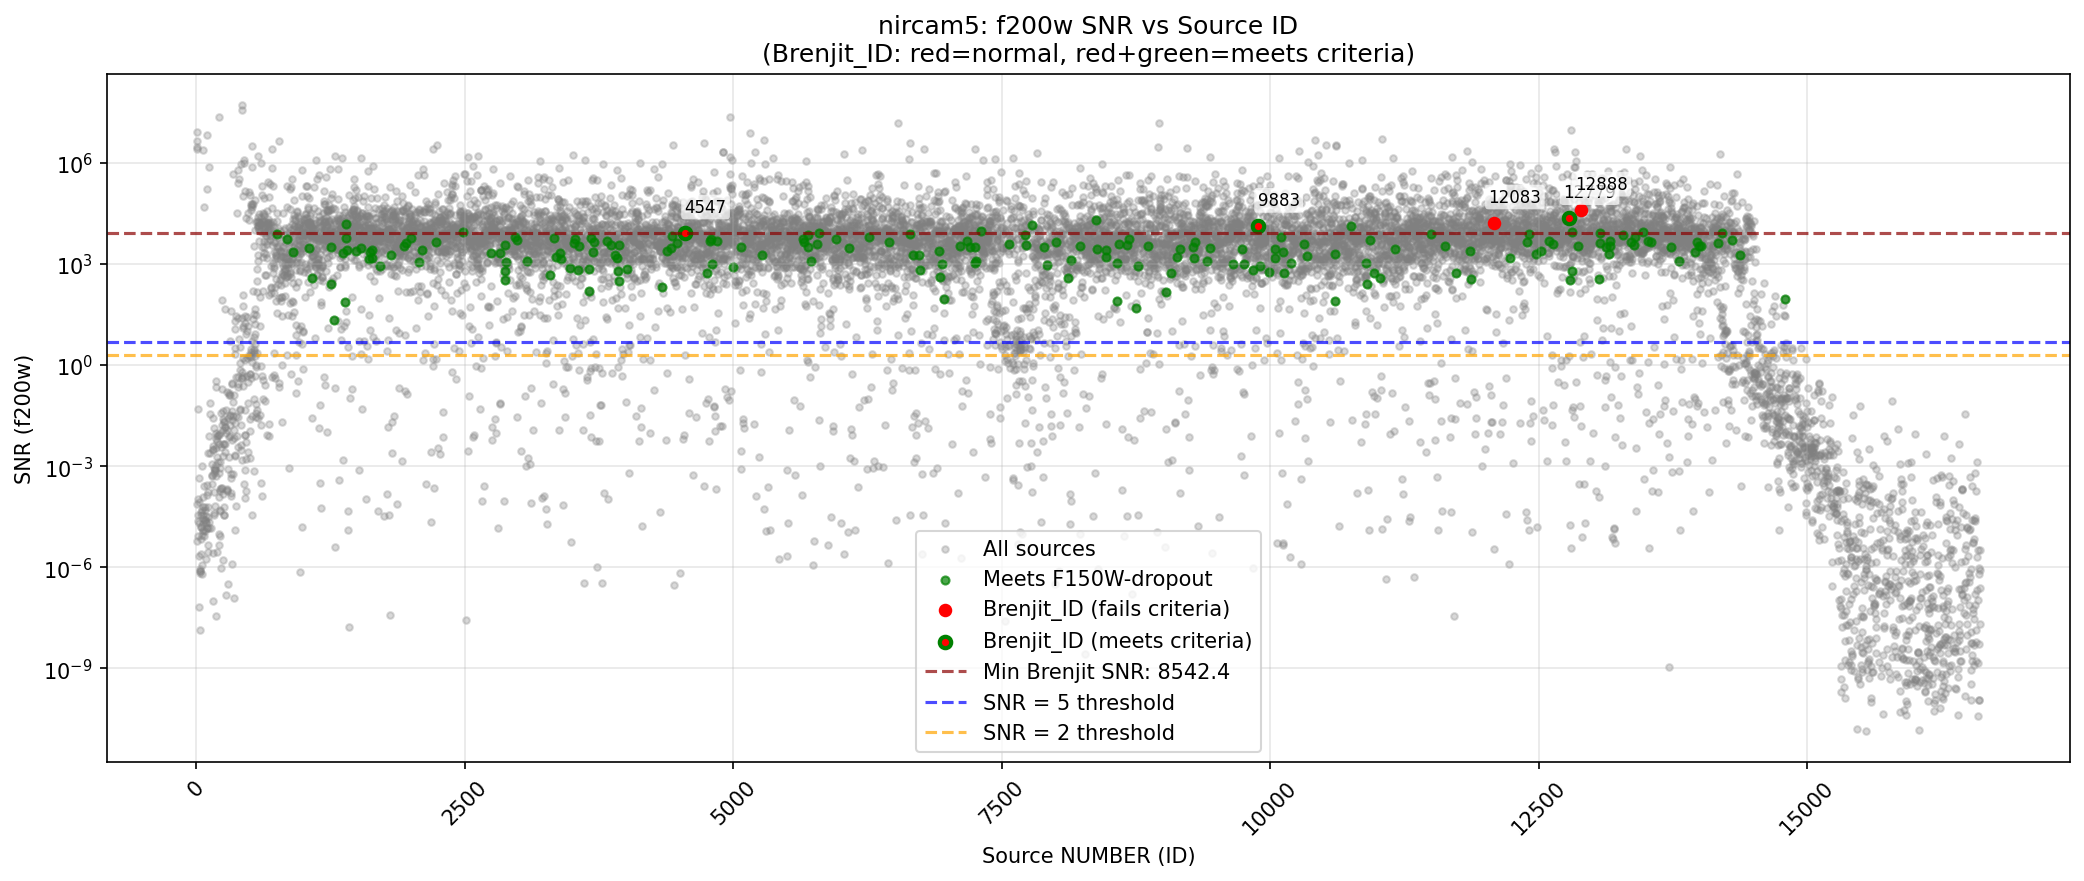 nircam5: f200w SNR vs Source ID
(Brenjit_ID: red=normal, red+green=meets criteria)
SNR (f200w)
10^6
10^3
10^0
10^-3
10^-6
10^-9
4547
9883
12083
12779
12888
All sources
Meets F150W-dropout
Brenjit_ID (fails criteria)
Brenjit_ID (meets criteria)
Min Brenjit SNR: 8542.4
SNR = 5 threshold
SNR = 2 threshold
0
2500
5000
7500
10000
12500
15000
Source NUMBER (ID)